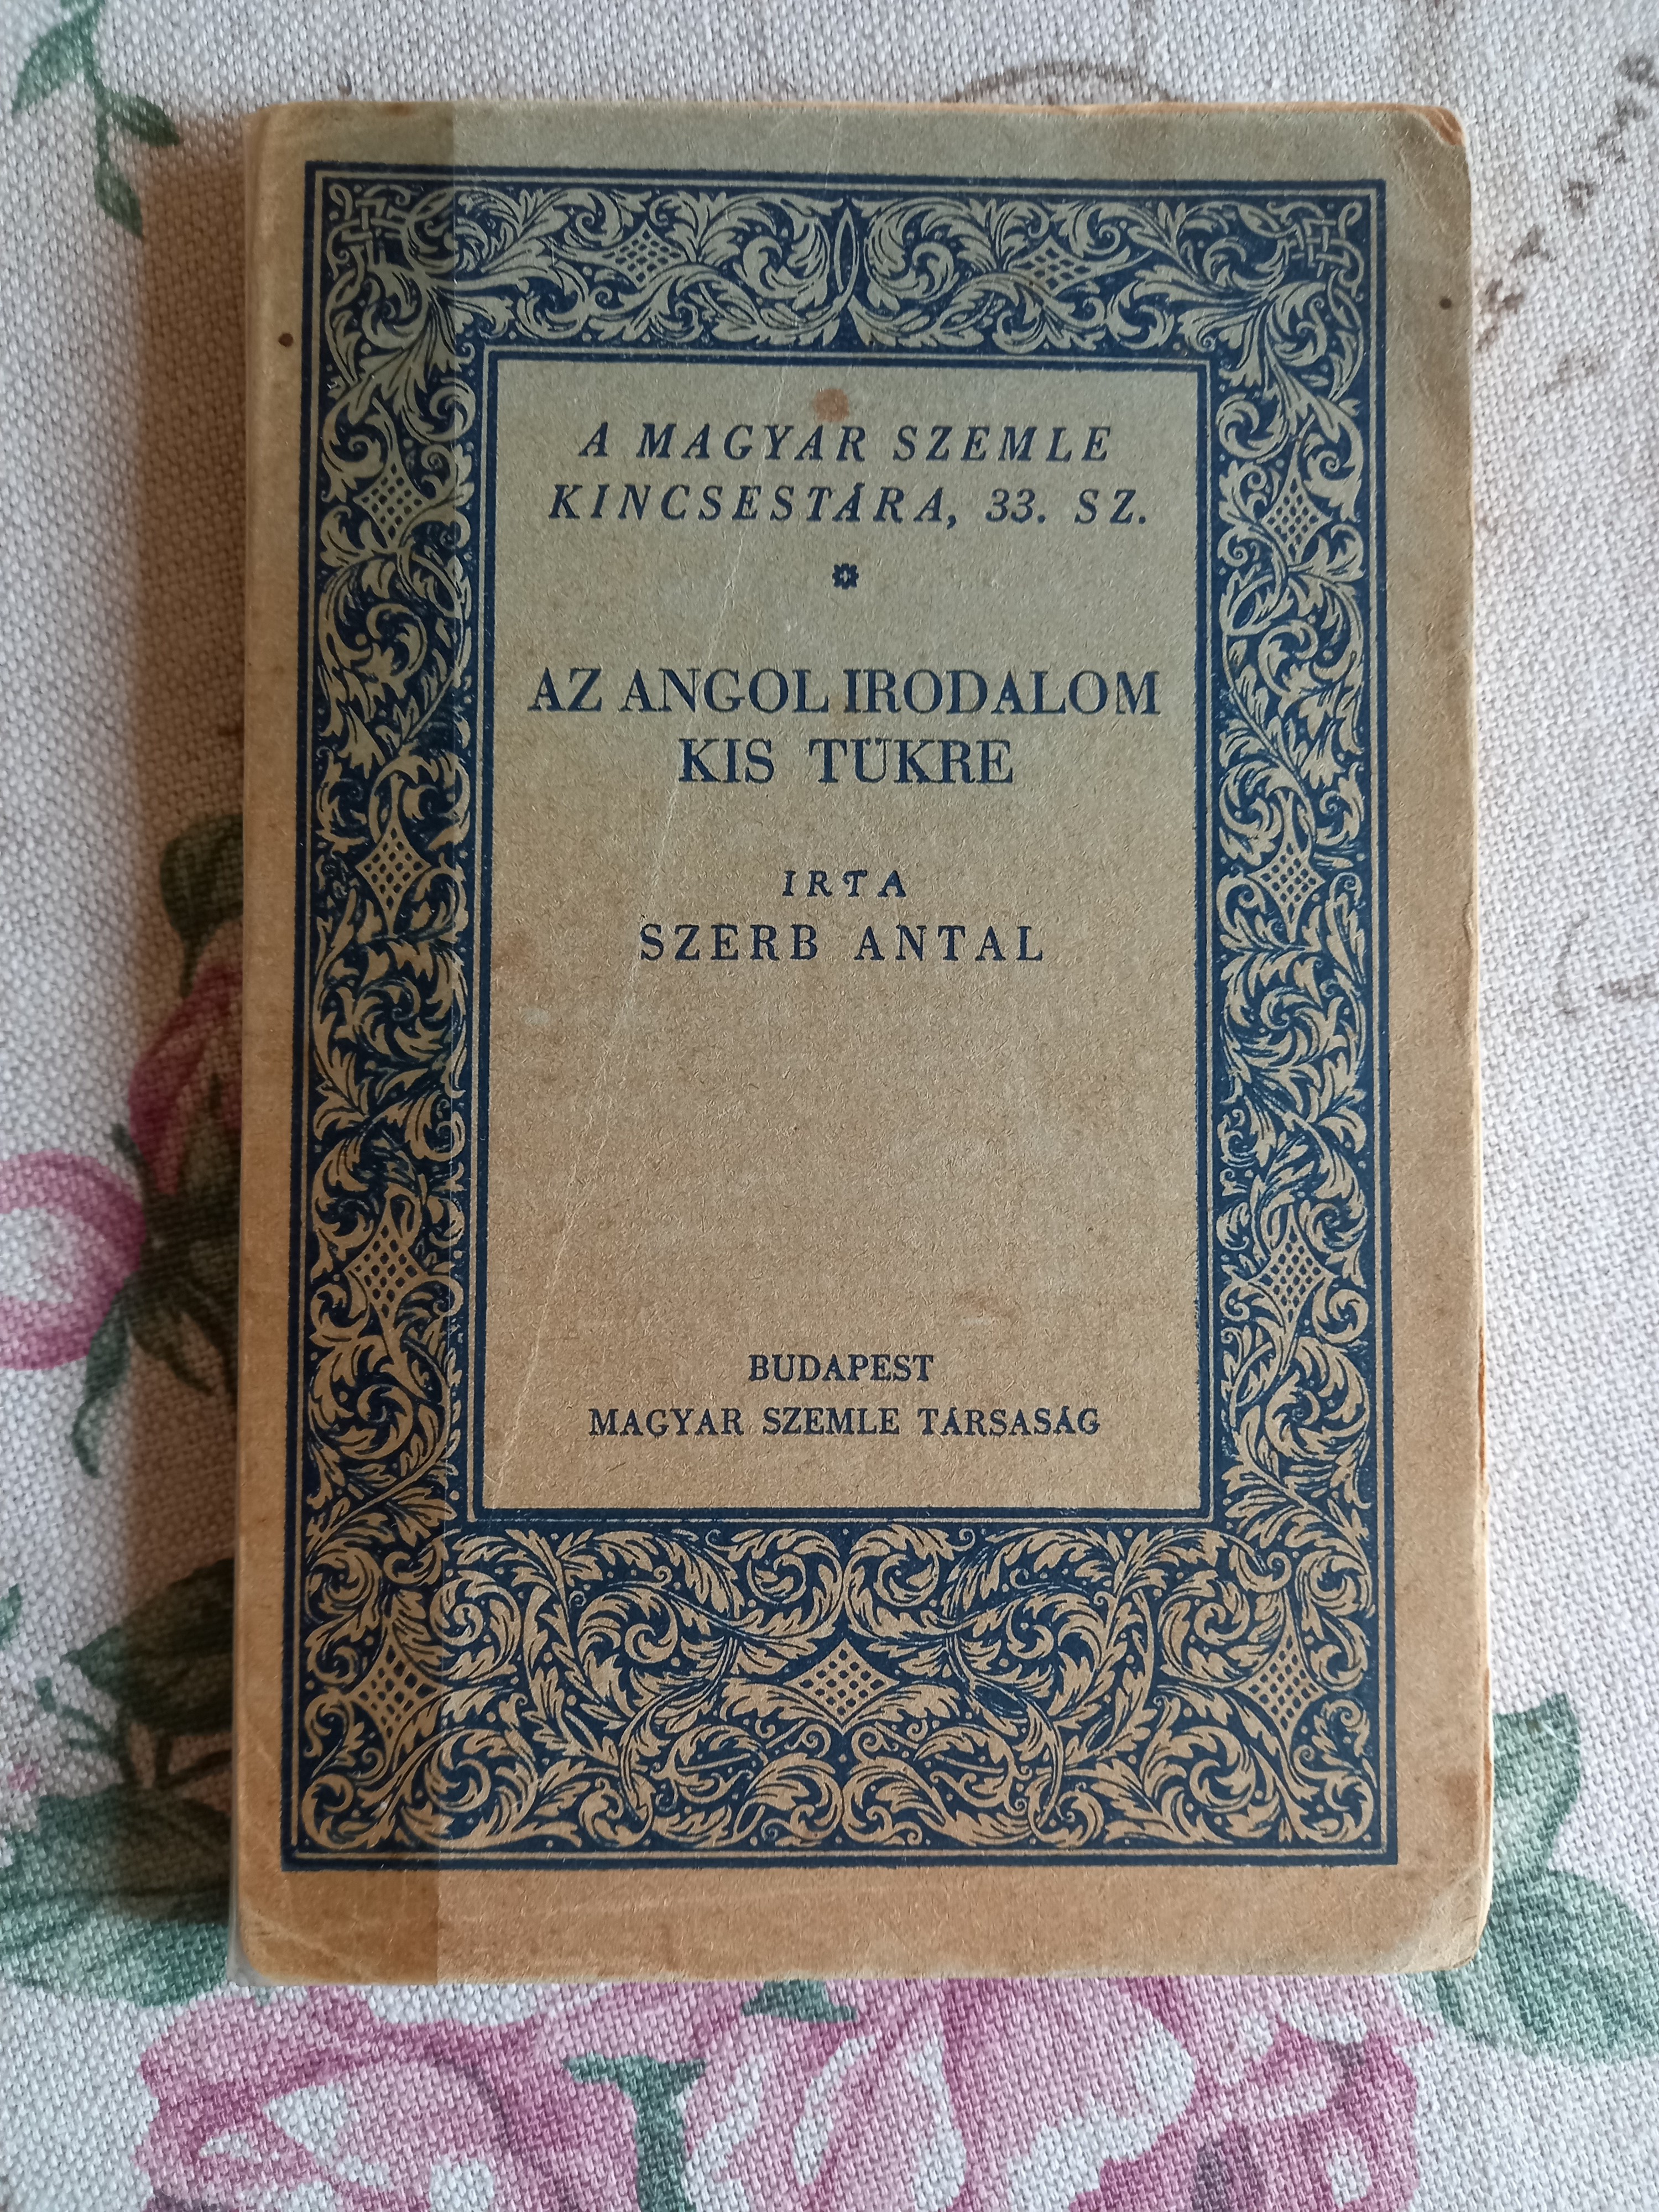 A MAGYAR SZEMLE
KINCSESTÁRA, 33. SZ.
AZ ANGOL IRODALOM
KIS TÜKRE
IRTA
SZERB ANTAL
BUDAPEST
MAGYAR SZEMLE TÁRSASÁG